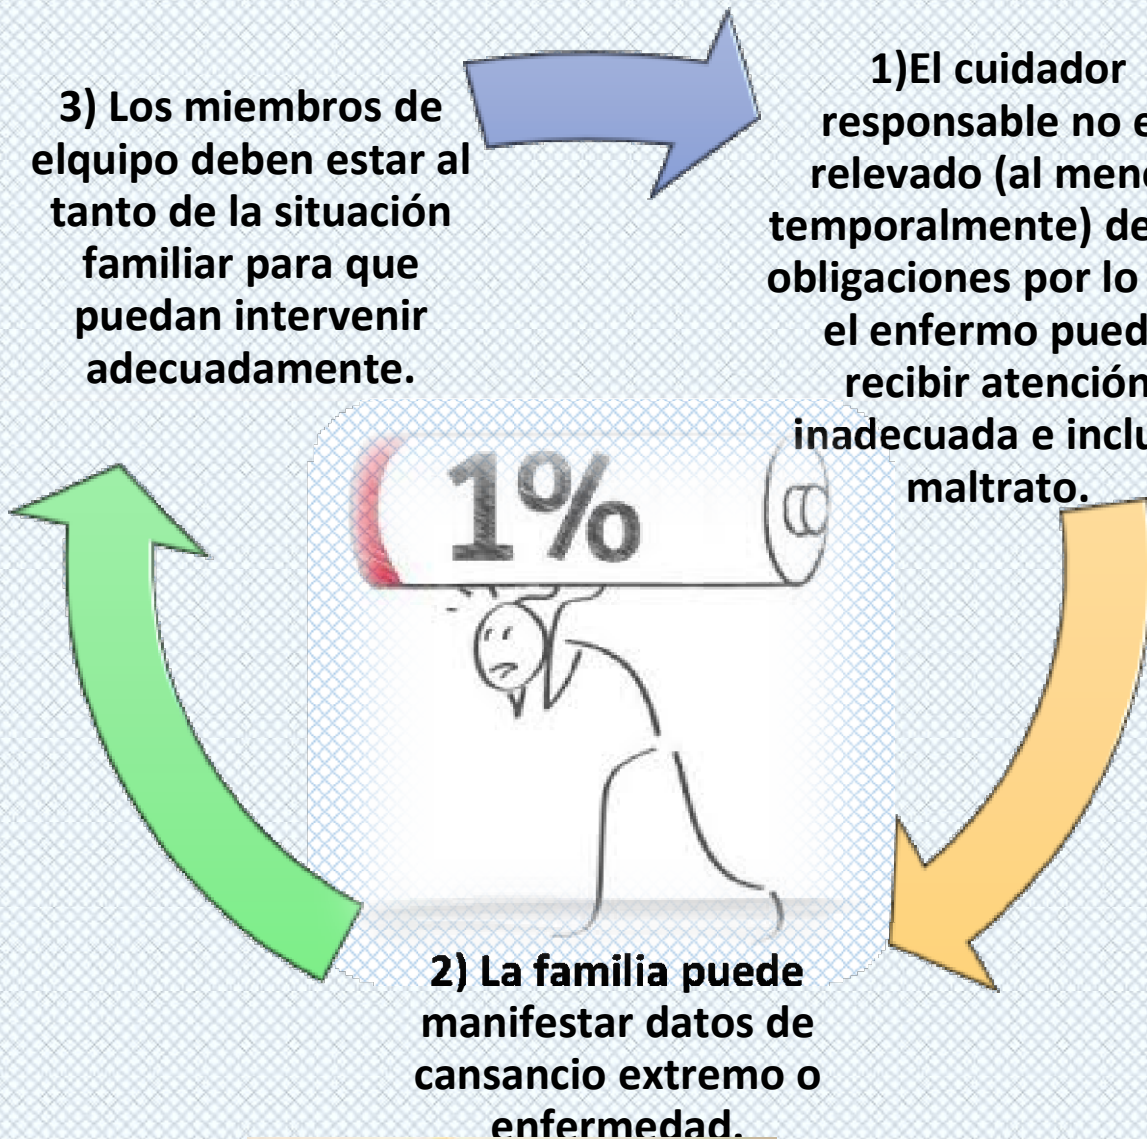 1)El cuidador
responsable no
relevado (al
temporalmente)
obligaciones por lo
el enfermo
recibir atención
inadecuada e
maltrato.
2) La familia puede
manifestar datos de
cansancio extremo o
enfermedad.
3) Los miembros de
elquipo deben estar al
tanto de la situación
familiar para que
puedan intervenir
adecuadamente.
1%